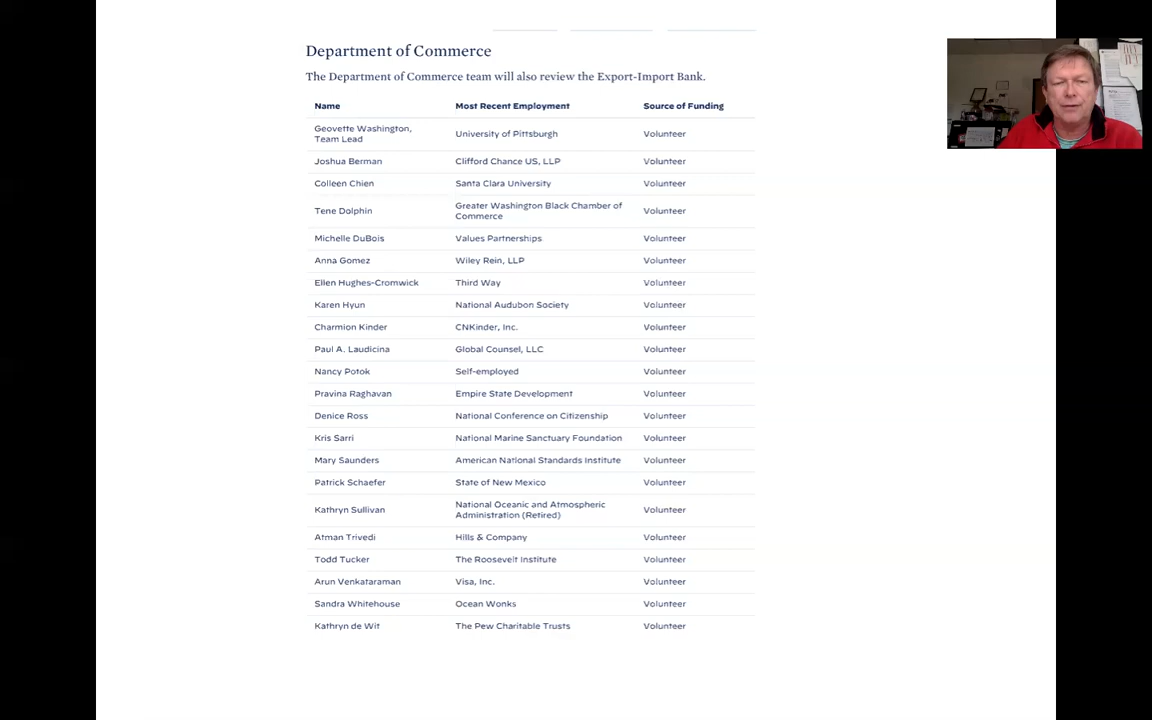 Department of Commerce
The Department of Commerce team will also review the Export-Import Bank.
Name Most Recent Employment Source of Funding
Geovette Washington, Team Lead University of Pittsburgh Volunteer
Joshua Berman Clifford Chance US, LLP Volunteer
Colleen Chien Santa Clara University Volunteer
Tene Dolphin Greater Washington Black Chamber of Commerce Volunteer
Michelle DuBois Values Partnerships Volunteer
Anna Gomez Wiley Rein, LLP Volunteer
Ellen Hughes-Cromwick Third Way Volunteer
Karen Hyun National Audubon Society Volunteer
Charmion Kinder CNKinder, Inc. Volunteer
Paul A. Laudicina Global Counsel, LLC Volunteer
Nancy Potok Self-employed Volunteer
Pravina Raghavan Empire State Development Volunteer
Denice Ross National Conference on Citizenship Volunteer
Kris Sarri National Marine Sanctuary Foundation Volunteer
Mary Saunders American National Standards Institute Volunteer
Patrick Schaefer State of New Mexico Volunteer
Kathryn Sullivan National Oceanic and Atmospheric Administration (Retired) Volunteer
Atman Trivedi Hills & Company Volunteer
Todd Tucker The Roosevelt Institute Volunteer
Arun Venkataraman Visa, Inc. Volunteer
Sandra Whitehouse Ocean Wonks Volunteer
Kathryn de Wit The Pew Charitable Trusts Volunteer